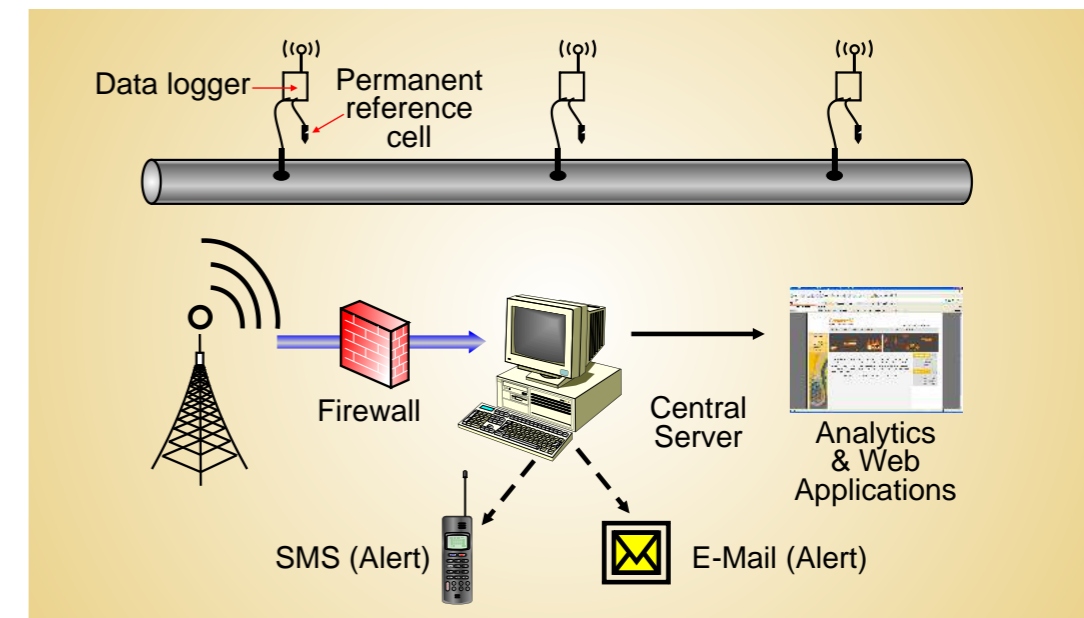 Data logger
Permanent
reference
cell
Firewall
Central
Server
Analytics
& Web
Applications
SMS (Alert)
E-Mail (Alert)